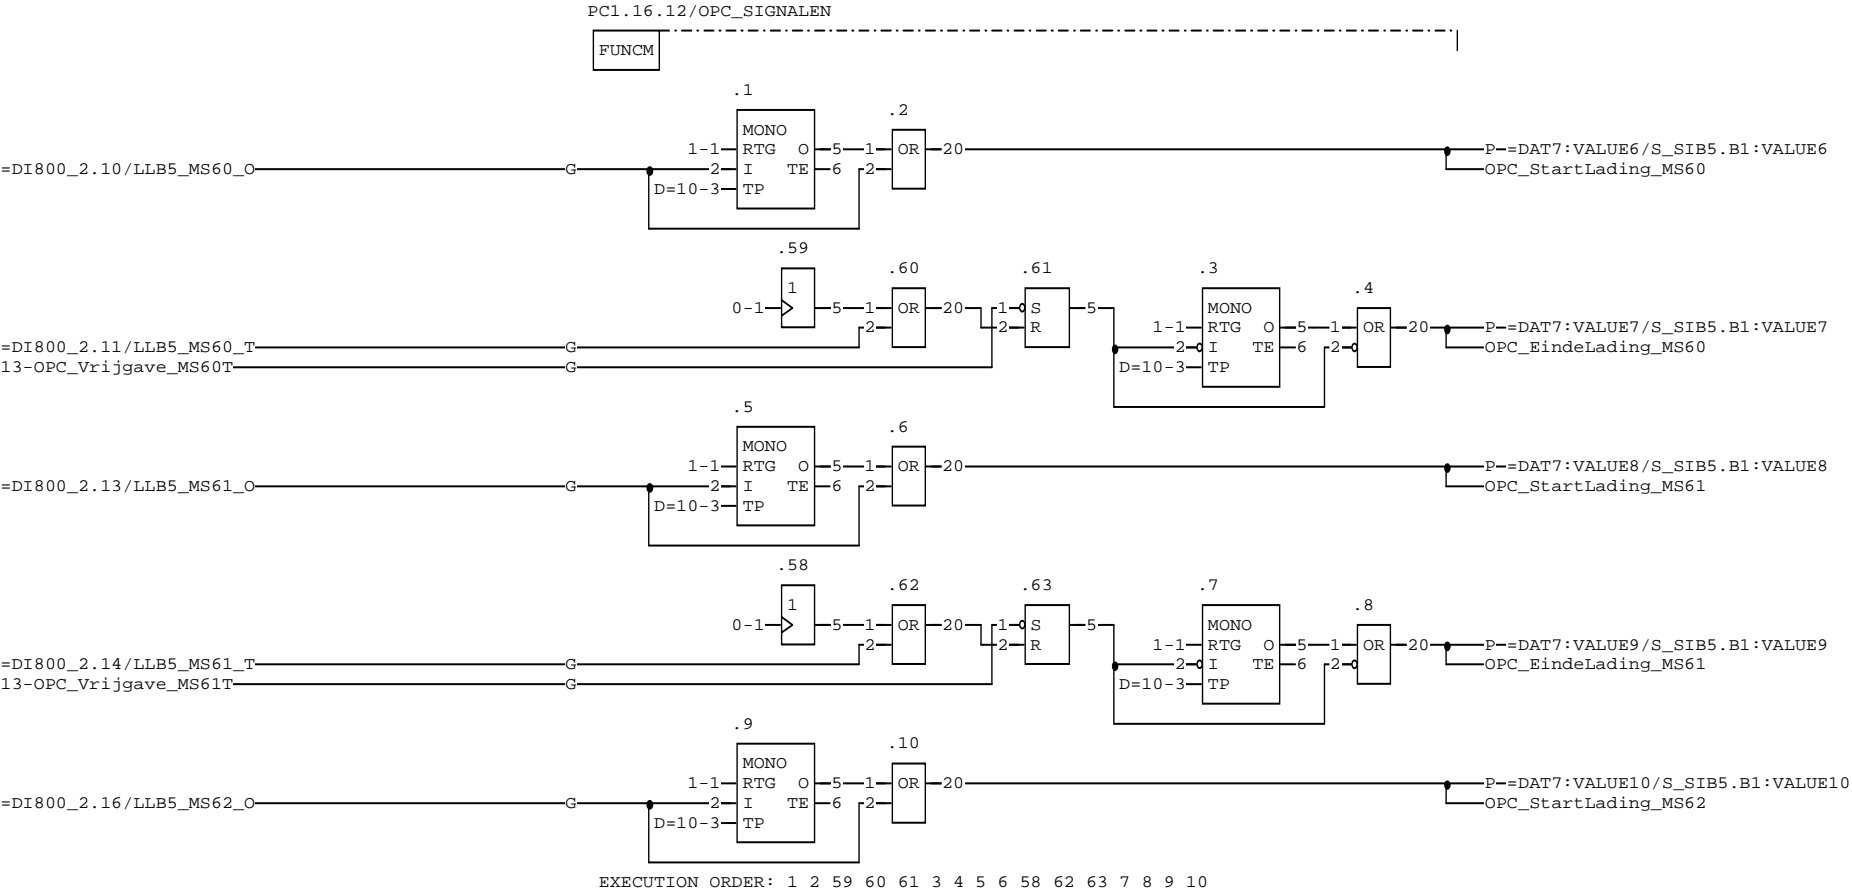 PC1.16.12/OPC_SIGNALEN
FUNCM
.1
.2
MONO
1-1 RTG O 5 1 OR 20 P-=DAT7:VALUE6/S_SIB5.B1:VALUE6
=DI800_2.10/LLB5_MS60_O G 2 I TE 6 2 OPC_StartLading_MS60
D=10-3 TP
.59
.60 .61 .3
1 .4
0-1 5 1 OR 20 1 S 5 MONO
2 2 R 1-1 RTG O 5 1 OR 20 P-=DAT7:VALUE7/S_SIB5.B1:VALUE7
=DI800_2.11/LLB5_MS60_T G 2 I TE 6 2 OPC_EindeLading_MS60
13-OPC_Vrijgave_MS60T G D=10-3 TP
.5
.6
MONO
1-1 RTG O 5 1 OR 20 P-=DAT7:VALUE8/S_SIB5.B1:VALUE8
=DI800_2.13/LLB5_MS61_O G 2 I TE 6 2 OPC_StartLading_MS61
D=10-3 TP
.58
.62 .63 .7
1 .8
0-1 5 1 OR 20 1 S 5 MONO
2 2 R 1-1 RTG O 5 1 OR 20 P-=DAT7:VALUE9/S_SIB5.B1:VALUE9
=DI800_2.14/LLB5_MS61_T G 2 I TE 6 2 OPC_EindeLading_MS61
13-OPC_Vrijgave_MS61T G D=10-3 TP
.9
.10
MONO
1-1 RTG O 5 1 OR 20 P-=DAT7:VALUE10/S_SIB5.B1:VALUE10
=DI800_2.16/LLB5_MS62_O G 2 I TE 6 2 OPC_StartLading_MS62
D=10-3 TP
EXECUTION ORDER: 1 2 59 60 61 3 4 5 6 58 62 63 7 8 9 10